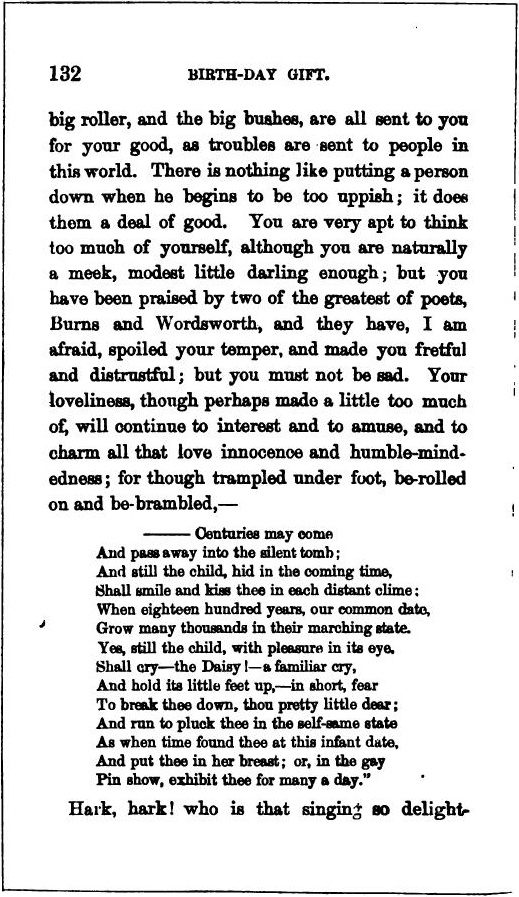 132 BIRTH-DAY GIFT.
big roller, and the big bushes, are all sent to you
for your good, as troubles are sent to people in
this world. There is nothing like putting a person
down when he begins to be too uppish; it does
them a deal of good. You are very apt to think
too much of yourself, although you are naturally
a meek, modest little darling enough; but you
have been praised by two of the greatest of poets,
Burns and Wordsworth, and they have, I am
afraid, spoiled your temper, and made you fretful
and distrustful; but you must not be sad. Your
loveliness, though perhaps made a little too much
of, will continue to interest and to amuse, and to
charm all that love innocence and humble-mind-
edness; for though trampled under foot, be-rolled
on and be-brambled,—
—— Centuries may come
And pass away into the silent tomb;
And still the child, hid in the coming time,
Shall smile and kiss thee in each distant clime:
When eighteen hundred years, our common date,
Grow many thousands in their marching state.
Yes, still the child, with pleasure in its eye,
Shall cry—the Daisy!—a familiar cry,
And hold its little feet up,—in short, fear
To break thee down, thou pretty little dear;
And run to pluck thee in the self-same state
As when time found thee at this infant date,
And put thee in her breast; or, in the gay
Pin show, exhibit thee for many a day."
Hark, hark! who is that singing so delight-